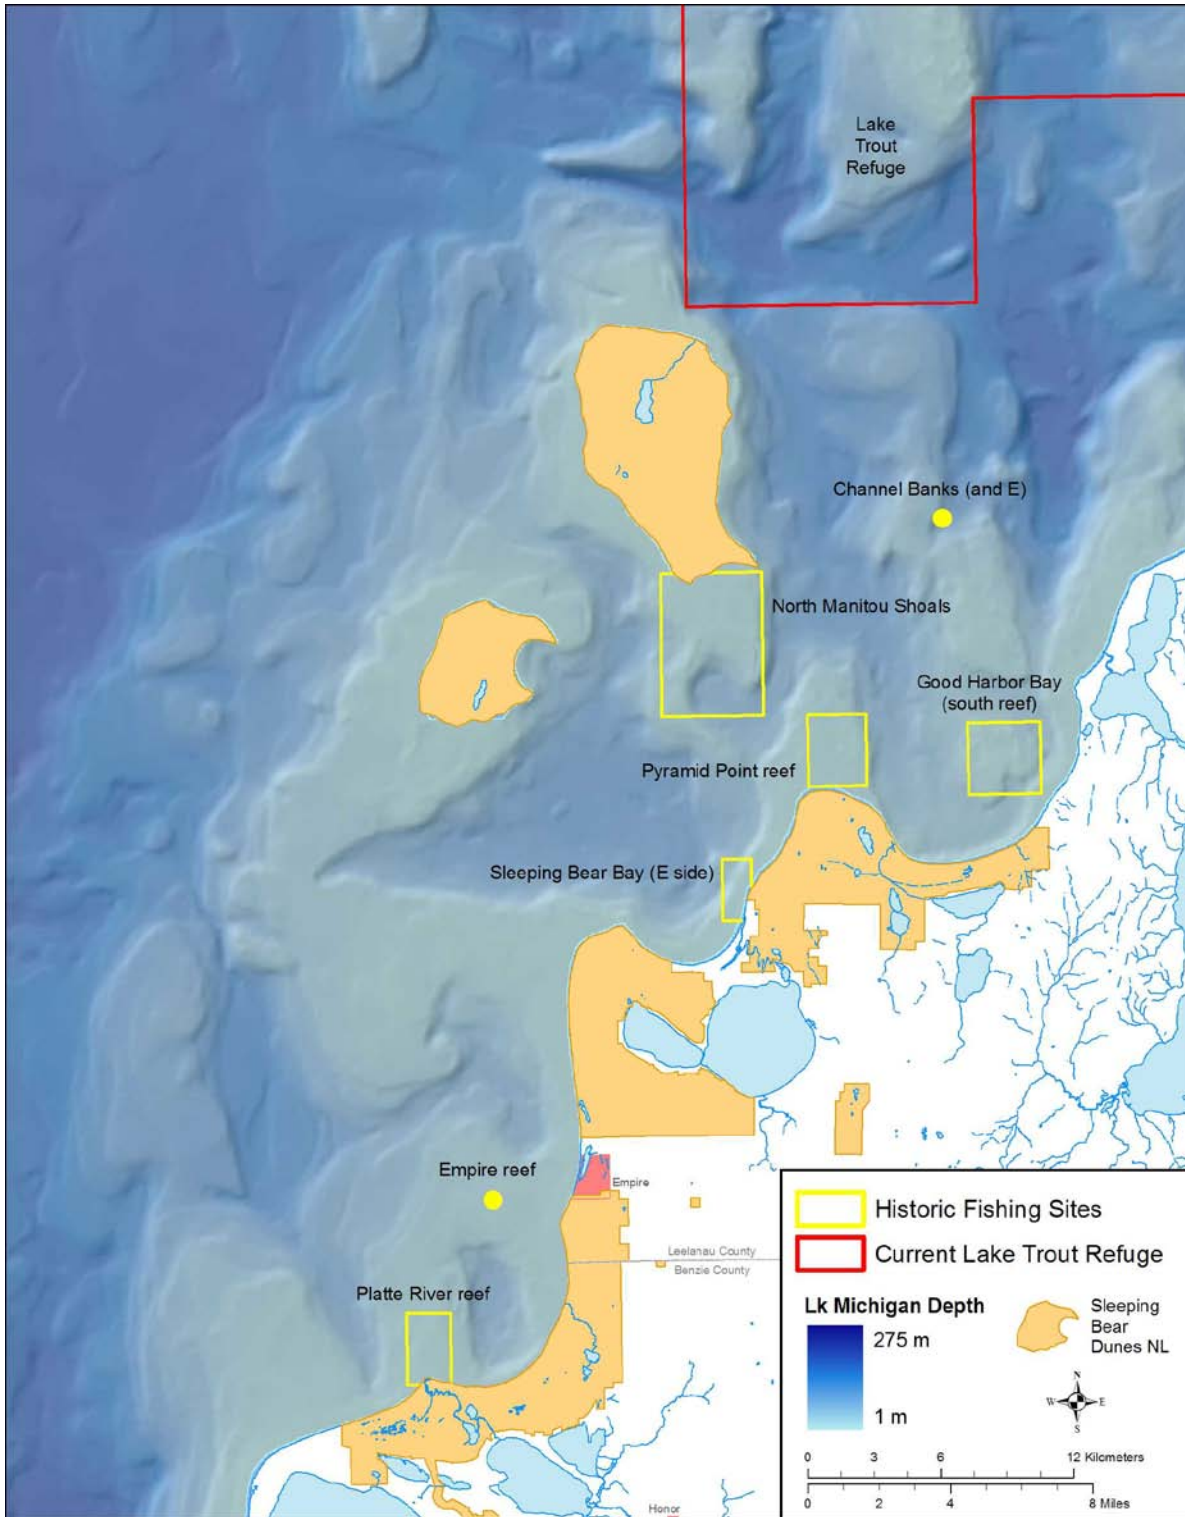 Lake
Trout
Refuge
Channel Banks (and E)
North Manitou Shoals
Good Harbor Bay
(south reef)
Pyramid Point reef
Sleeping Bear Bay (E side)
Empire reef
Empire
Leelanau County
Benzie County
Platte River reef
Honor
Historic Fishing Sites
Current Lake Trout Refuge
Lk Michigan Depth
275 m
1 m
Sleeping
Bear
Dunes NL
N
W E
S
0 3 6 12 Kilometers
0 2 4 8 Miles